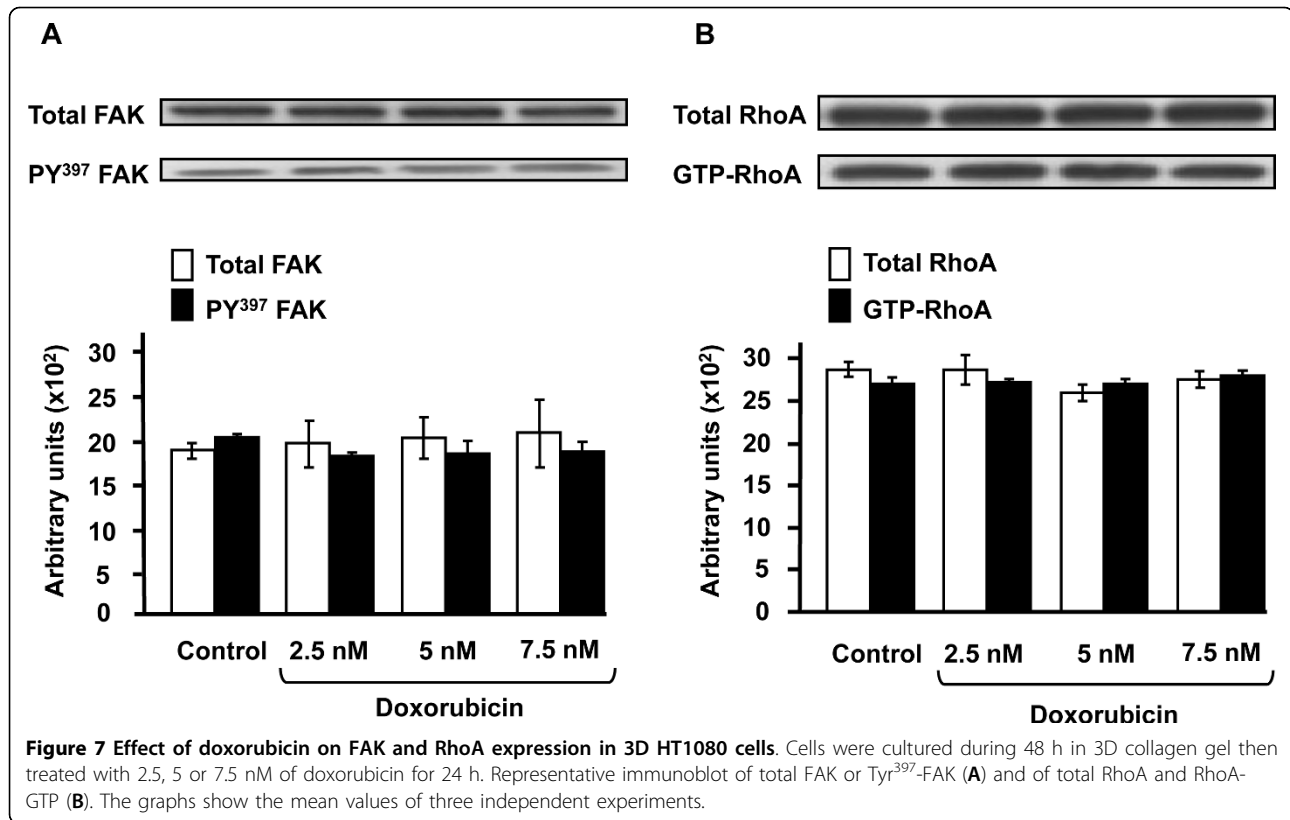 A
Total FAK
PY³⁹⁷ FAK
Total FAK
PY³⁹⁷ FAK
Arbitrary units (x10²)
30
25
20
15
10
5
0
Control
2.5 nM
5 nM
7.5 nM
Doxorubicin
B
Total RhoA
GTP-RhoA
Total RhoA
GTP-RhoA
Arbitrary units (x10²)
30
25
20
15
10
5
0
Control
2.5 nM
5 nM
7.5 nM
Doxorubicin
Figure 7 Effect of doxorubicin on FAK and RhoA expression in 3D HT1080 cells. Cells were cultured during 48 h in 3D collagen gel then
treated with 2.5, 5 or 7.5 nM of doxorubicin for 24 h. Representative immunoblot of total FAK or Tyr³⁹⁷-FAK (A) and of total RhoA and RhoA-
GTP (B). The graphs show the mean values of three independent experiments.